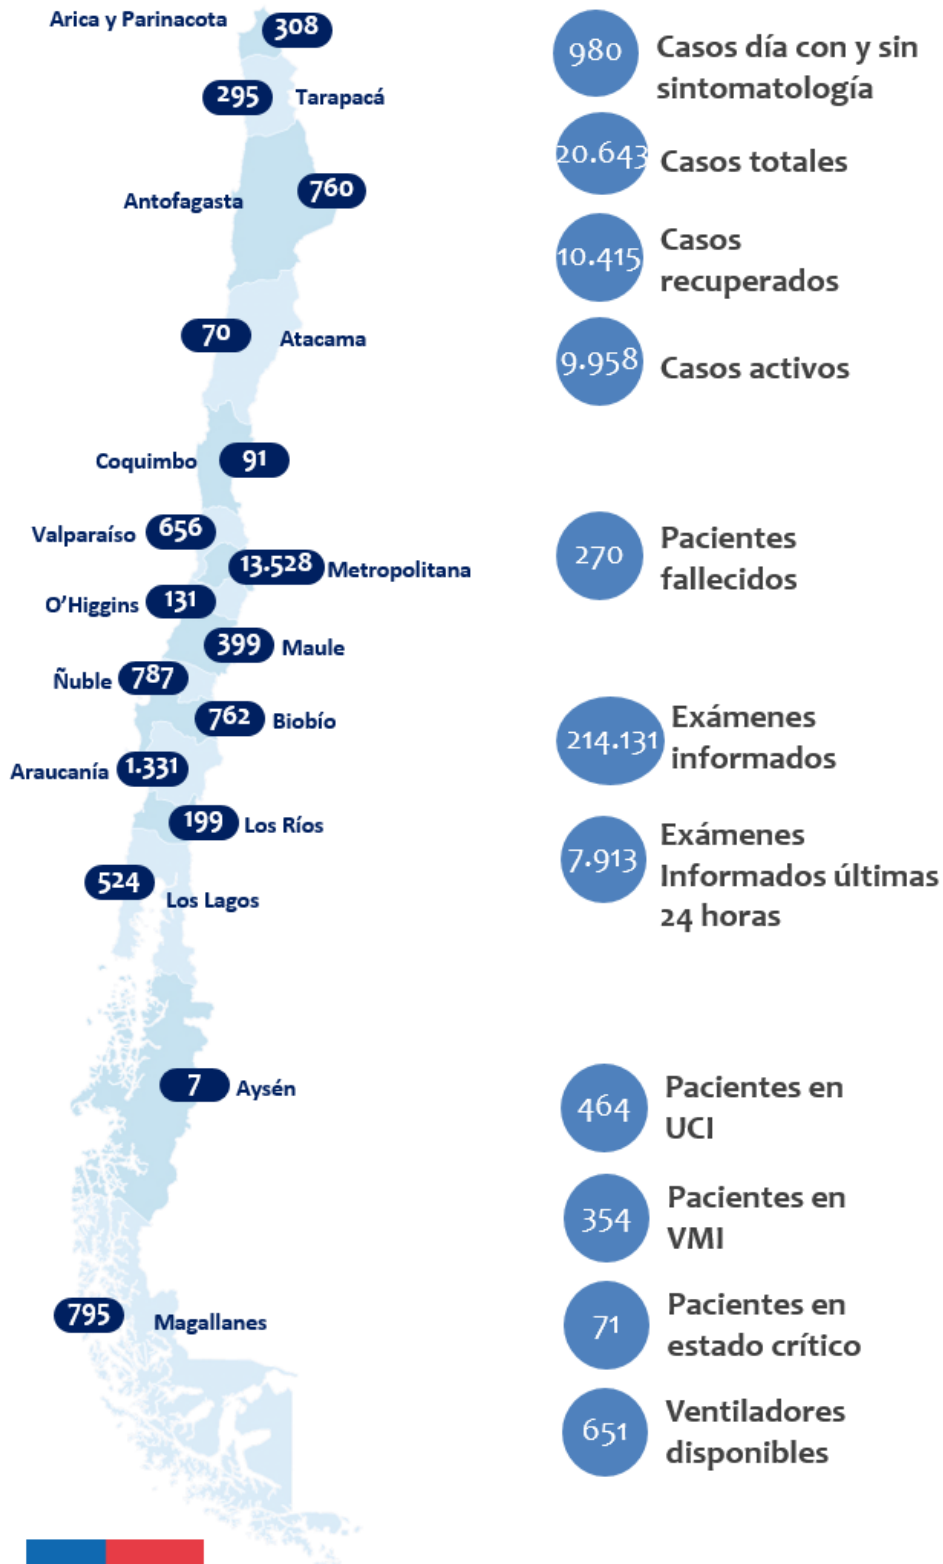 Arica y Parinacota
308
295
Tarapacá
Antofagasta
760
70
Atacama
Coquimbo
91
Valparaíso
656
13.528
Metropolitana
O'Higgins
131
399
Maule
Ñuble
787
762
Biobío
Araucanía
1.331
199
Los Ríos
524
Los Lagos
7
Aysén
795
Magallanes
980
Casos día con y sin
sintomatología
20.643
Casos totales
10.415
Casos
recuperados
9.958
Casos activos
270
Pacientes
fallecidos
214.131
Exámenes
informados
7.913
Exámenes
Informados últimas
24 horas
464
Pacientes en
UCI
354
Pacientes en
VMI
71
Pacientes en
estado crítico
651
Ventiladores
disponibles